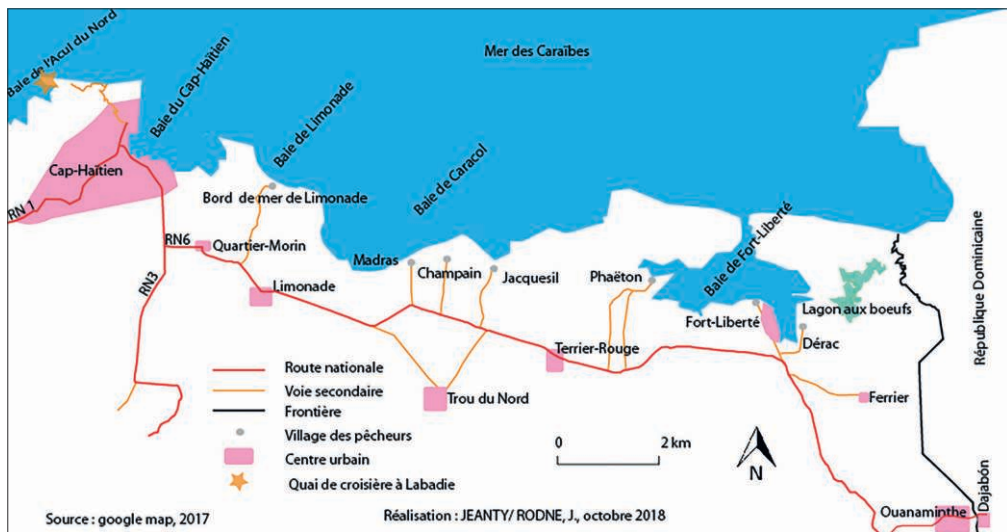 Mer des Caraïbes
Baie de l'Acul du Nord
Baie du Cap-Haïtien
Baie de Limonade
Baie de Caracol
Baie de Fort-Liberté
République Dominicaine
Cap-Haïtien
RN 1
RN6
RN3
Quartier-Morin
Bord de mer de Limonade
Limonade
Madras
Champain
Jacquesil
Phaëton
Fort-Liberté
Lagon aux boeufs
Dérac
Terrier-Rouge
Trou du Nord
Ferrier
Ouanaminthe
Dajabón
Route nationale
Voie secondaire
Frontière
Village des pêcheurs
Centre urbain
Quai de croisière à Labadie
0 2 km
N
Source : google map, 2017
Réalisation : JEANTY/ RODNE, J., octobre 2018